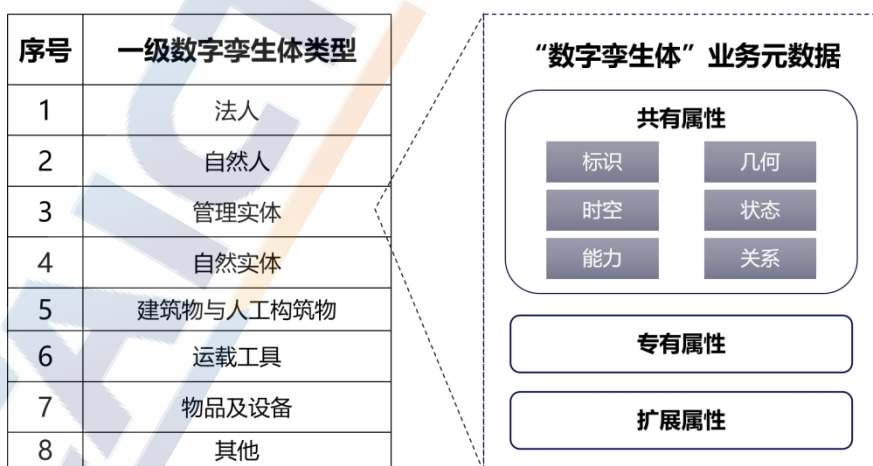 序号 一级数字孪生体类型
1 法人
2 自然人
3 管理实体
4 自然实体
5 建筑物与人工构筑物
6 运载工具
7 物品及设备
8 其他
“数字孪生体”业务元数据
共有属性
标识 几何
时空 状态
能力 关系
专有属性
扩展属性